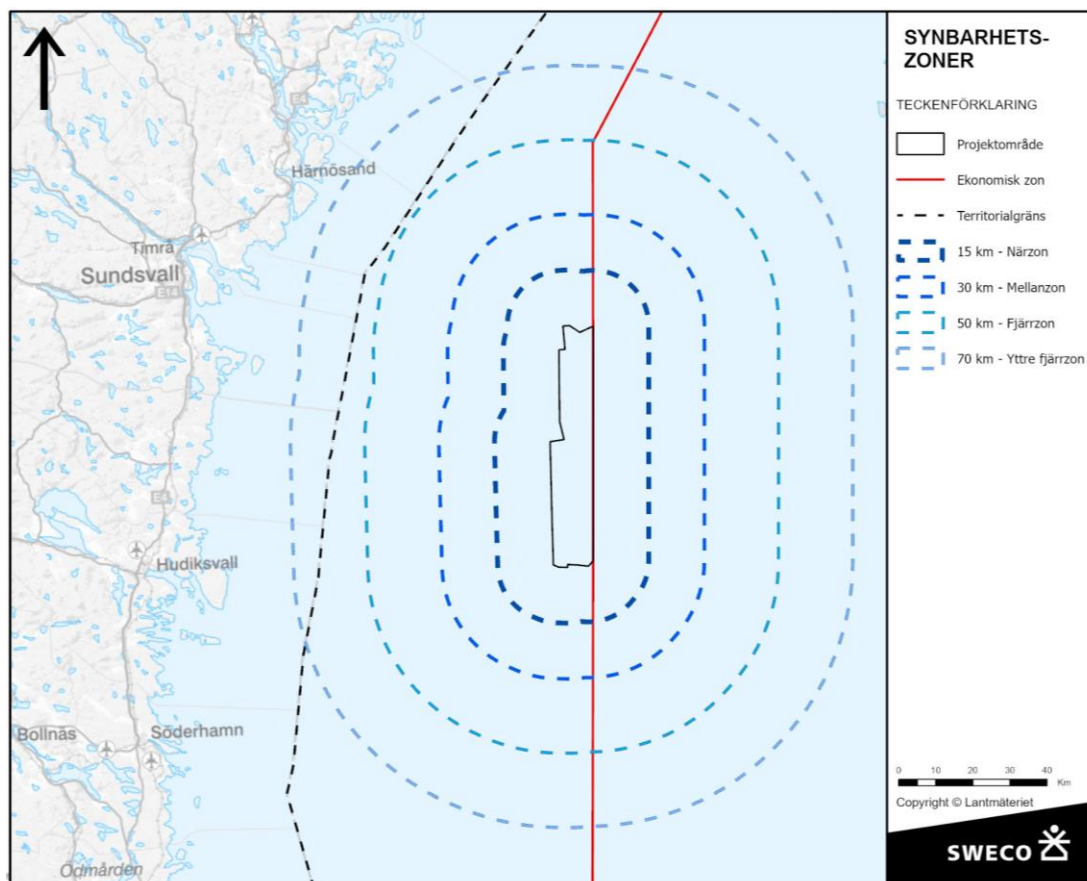 Härnösand
E4
Timrå
Sundsvall
E14
E4
Hudiksvall
Bollnäs
Söderhamn
Ödmården
SYNBARHETS-
ZONER
TECKENFÖRKLARING
Projektområde
Ekonomisk zon
Territorialgräns
15 km - Närzon
30 km - Mellanzon
50 km - Fjärrzon
70 km - Yttre fjärrzon
0 10 20 30 40
Km
Copyright © Lantmäteriet
SWECO